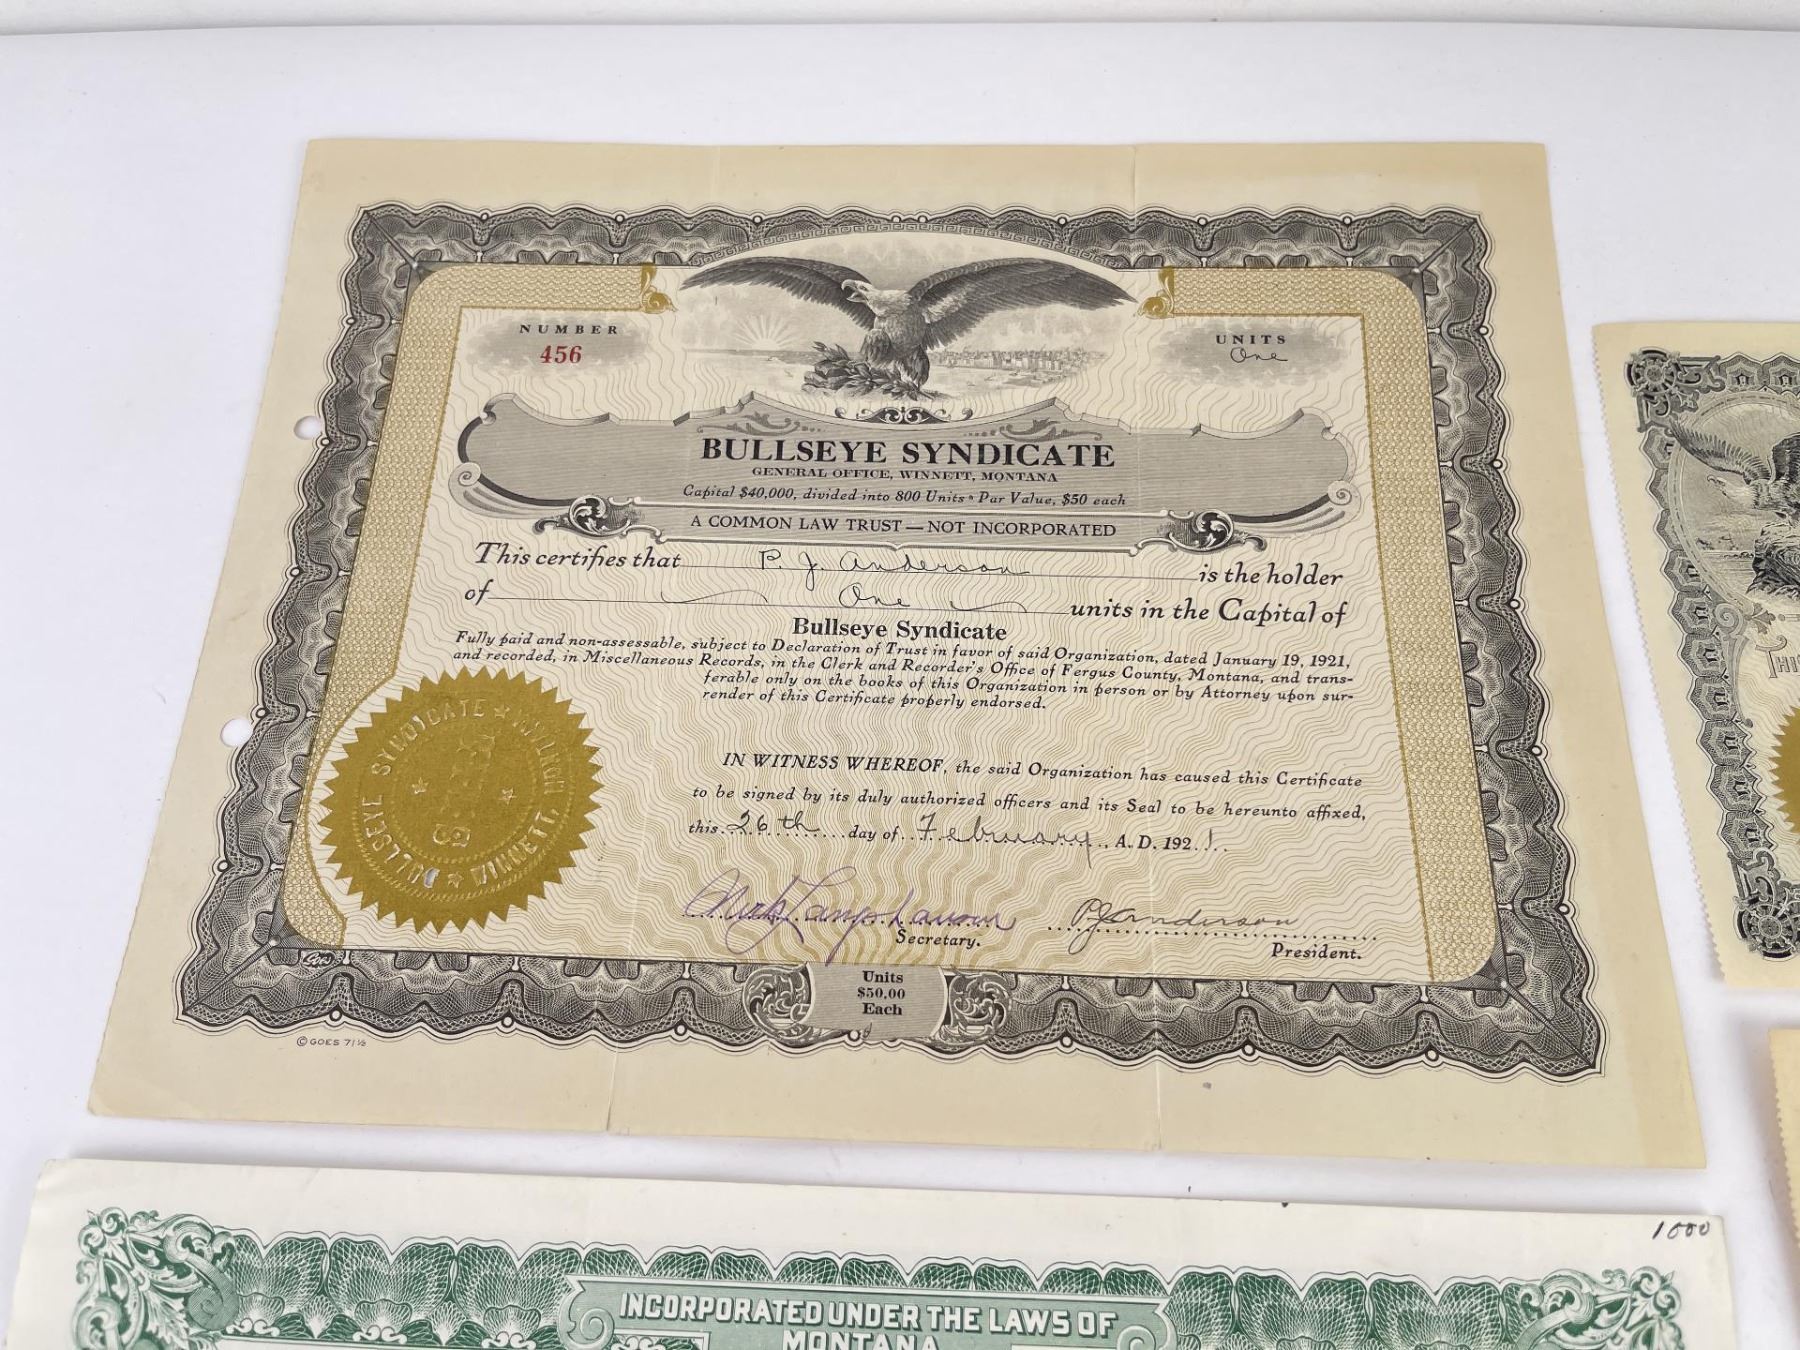 NUMBER
456
UNITS
One
BULLSEYE SYNDICATE
GENERAL OFFICE, WINNETT, MONTANA
Capital $40,000, divided into 800 Units - Par Value, $50 each
A COMMON LAW TRUST — NOT INCORPORATED
This certifies that P. J. Anderson is the holder
of One units in the Capital of
Bullseye Syndicate
Fully paid and non-assessable, subject to Declaration of Trust in favor of said Organization, dated January 19, 1921,
and recorded, in Miscellaneous Records, in the Clerk and Recorder's Office of Fergus County, Montana, and trans-
ferable only on the books of this Organization in person or by Attorney upon sur-
render of this Certificate properly endorsed.
IN WITNESS WHEREOF, the said Organization has caused this Certificate
to be signed by its duly authorized officers and its Seal to be hereunto affixed,
this 26th day of February, A. D. 1921.
BULLSEYE SYNDICATE ★ WINNETT,
P J Anderson
Secretary.
President.
Units
$50.00
Each
Goes
© GOES 71½
1000
INCORPORATED UNDER THE LAWS OF
MONTANA
THIS